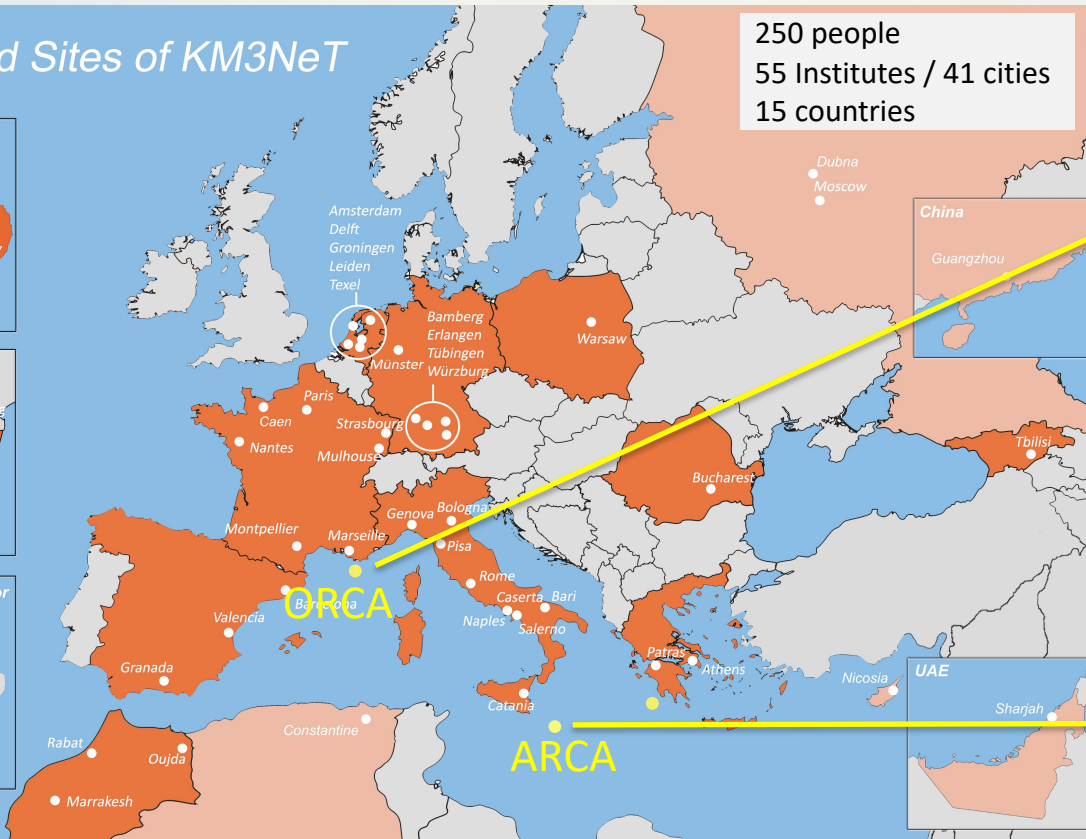 d Sites of KM3NeT
250 people
55 Institutes / 41 cities
15 countries
Dubna
Moscow
China
Guangzhou
Amsterdam
Delft
Groningen
Leiden
Texel
Bamberg
Erlangen
Tübingen
Würzburg
Münster
Warsaw
Paris
Caen
Strasbourg
Nantes
Mulhouse
Bucharest
Tbilisi
Genova
Bologna
Montpellier
Marseille
Pisa
Rome
ORCA
Barcelona
Caserta
Bari
Naples
Salerno
Valencia
Granada
Patras
Athens
Catania
Nicosia
UAE
Sharjah
Constantine
Rabat
Oujda
ARCA
Marrakesh
or